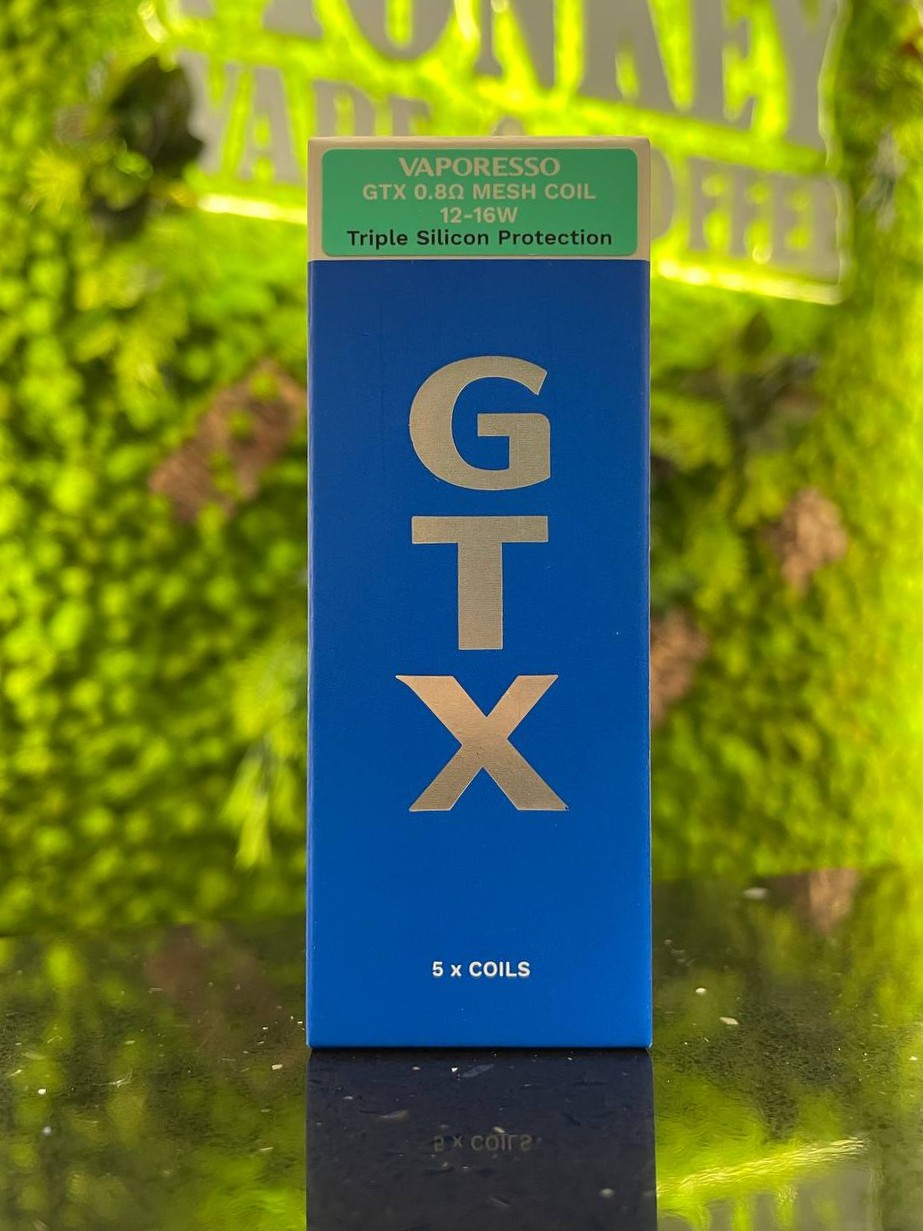 VAPORESSO
GTX 0.8Ω MESH COIL
12-16W
Triple Silicon Protection
G
T
X
5 x COILS